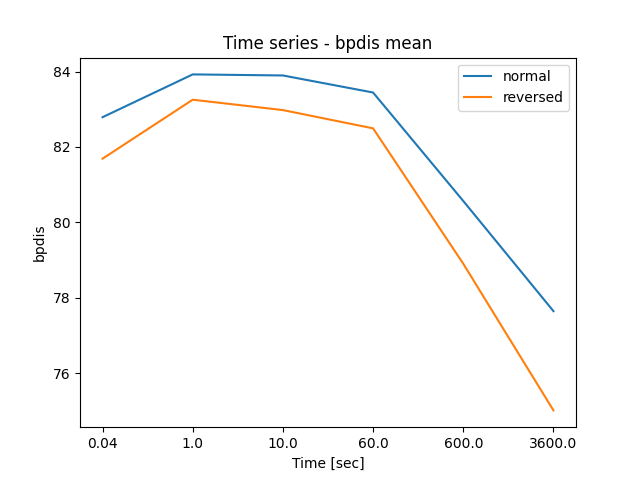 Time series - bpdis mean
normal
reversed
84
82
80
78
76
bpdis
0.04 1.0 10.0 60.0 600.0 3600.0
Time [sec]